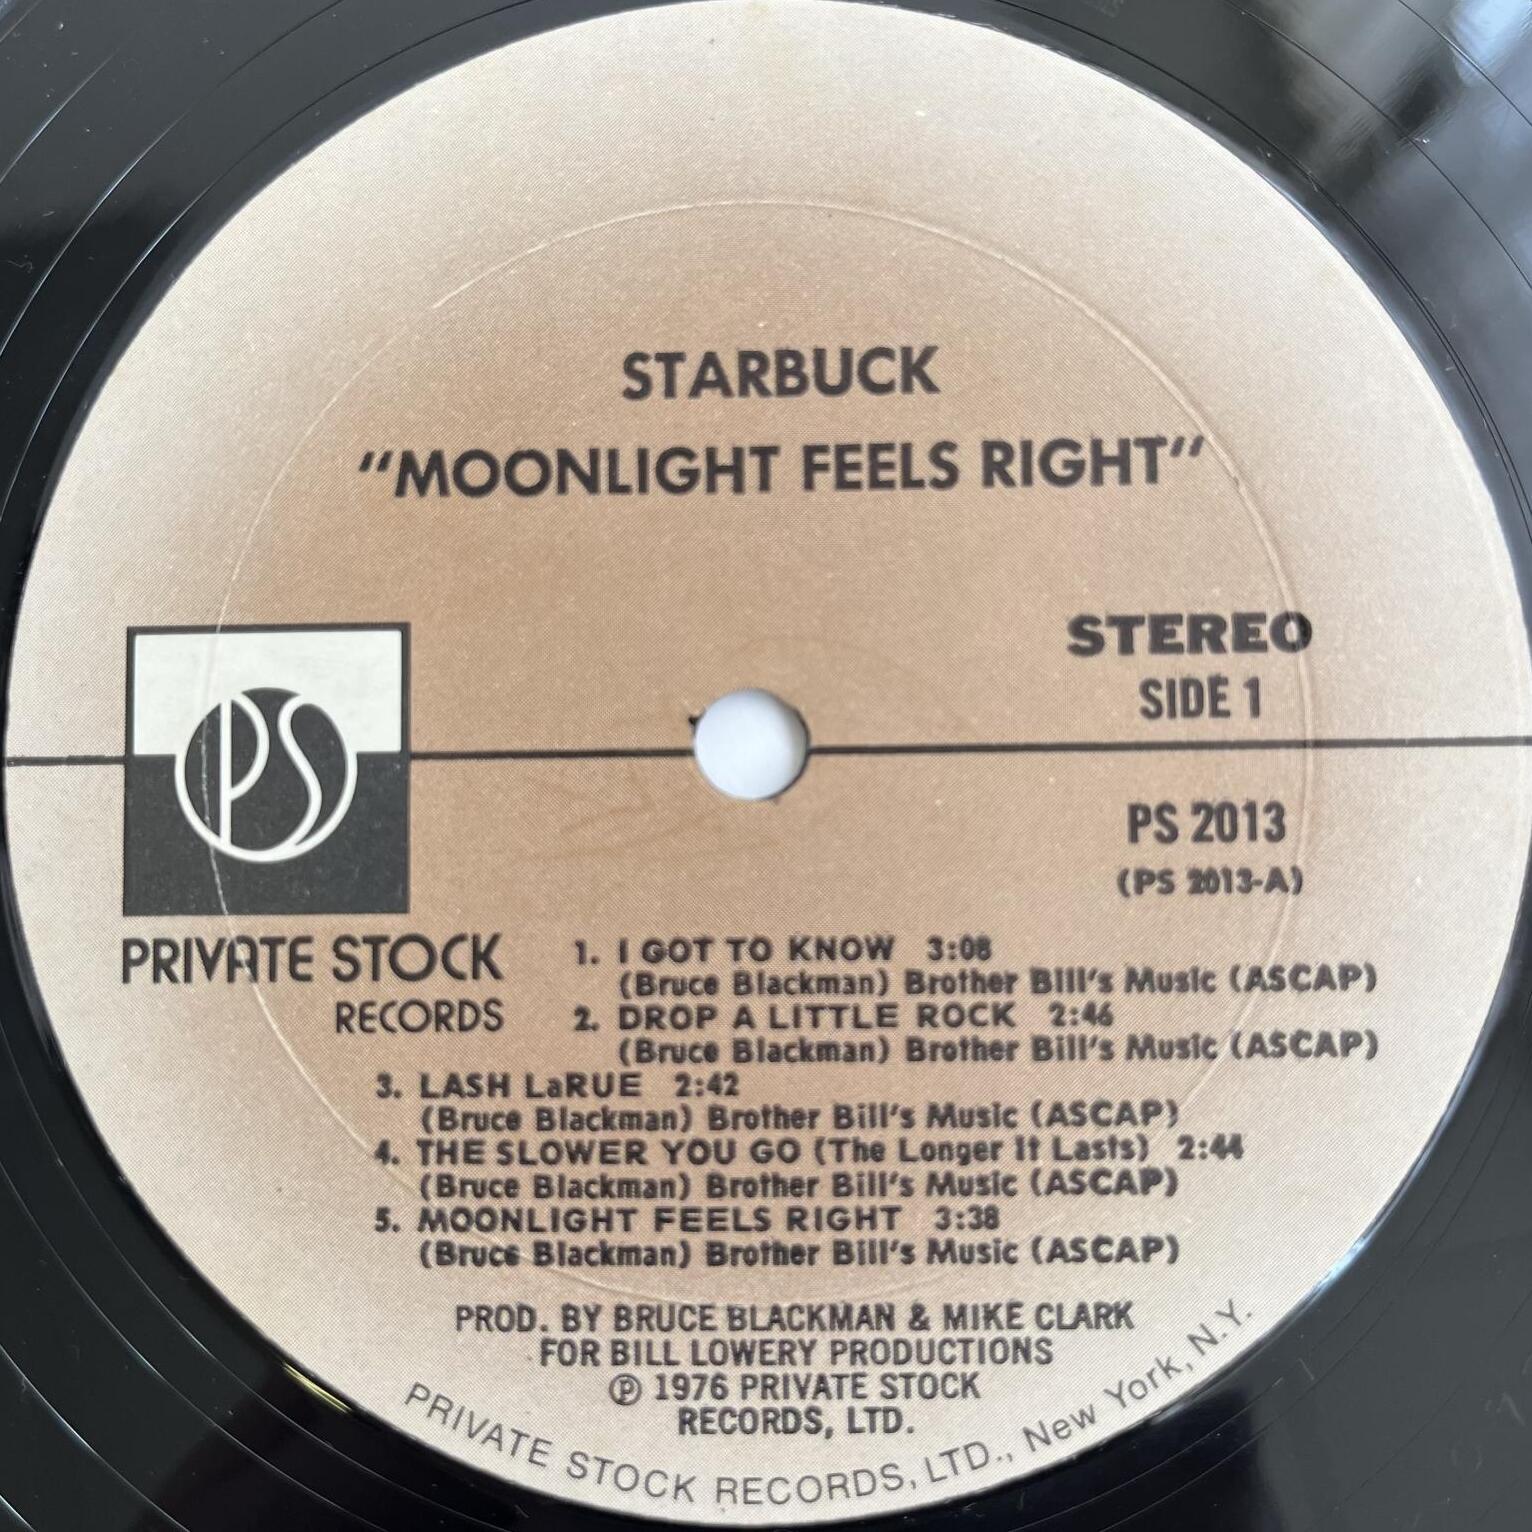 STARBUCK
"MOONLIGHT FEELS RIGHT"
STEREO
SIDE 1
PS
PS 2013
(PS 2013-A)
PRIVATE STOCK
RECORDS
1. I GOT TO KNOW 3:08
(Bruce Blackman) Brother Bill's Music (ASCAP)
2. DROP A LITTLE ROCK 2:46
(Bruce Blackman) Brother Bill's Music (ASCAP)
3. LASH LaRUE 2:42
(Bruce Blackman) Brother Bill's Music (ASCAP)
4. THE SLOWER YOU GO (The Longer It Lasts) 2:44
(Bruce Blackman) Brother Bill's Music (ASCAP)
5. MOONLIGHT FEELS RIGHT 3:38
(Bruce Blackman) Brother Bill's Music (ASCAP)
PROD. BY BRUCE BLACKMAN & MIKE CLARK
FOR BILL LOWERY PRODUCTIONS
℗ 1976 PRIVATE STOCK
RECORDS, LTD.
PRIVATE STOCK RECORDS, LTD., New York, N.Y.